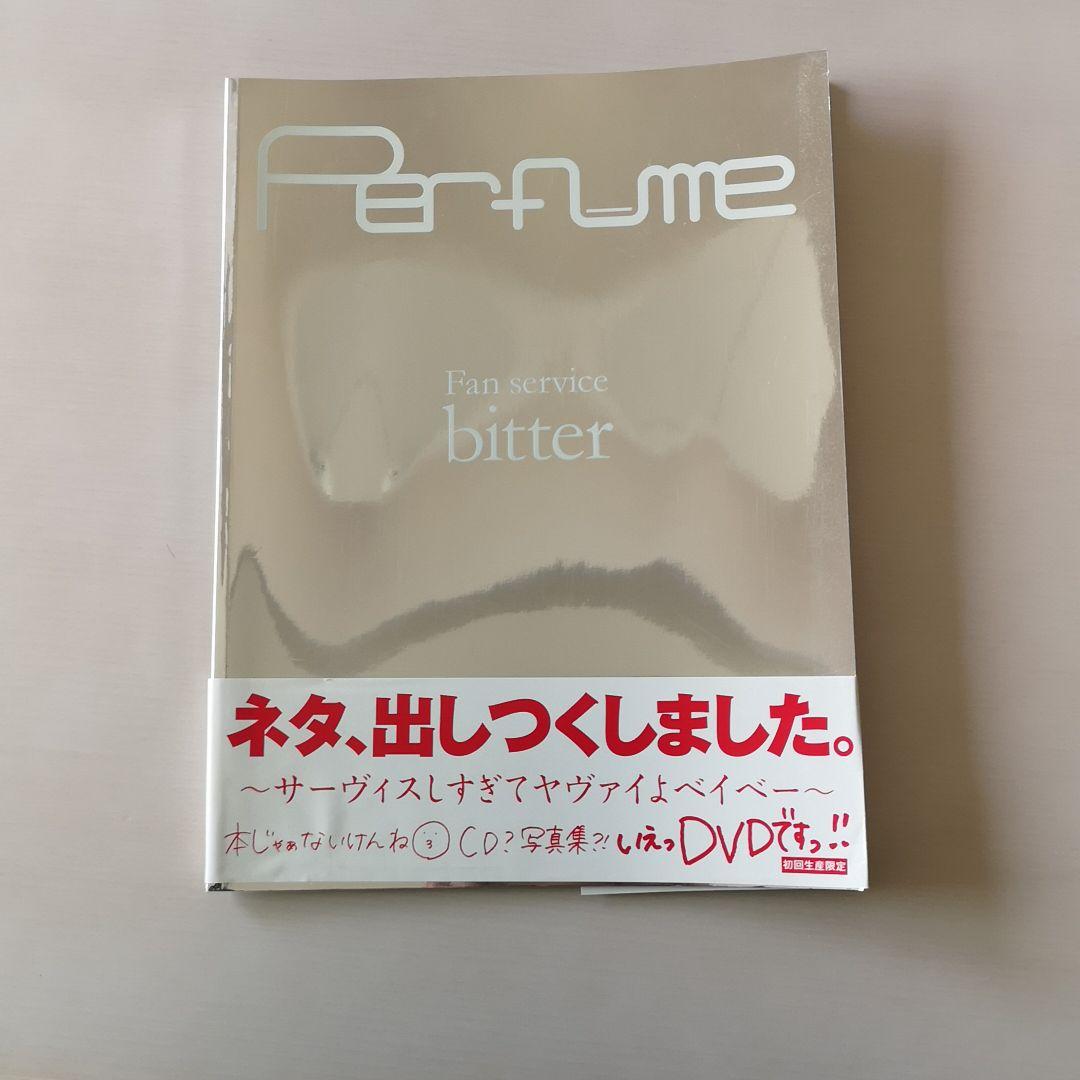 Perfume
Fan service
bitter
ネタ、出しつくしました。
〜サーヴィスしすぎてヤヴァイよベイベー〜
本じゃぁないけんね CD?写真集?! いえっDVDですっ!!
初回生産限定